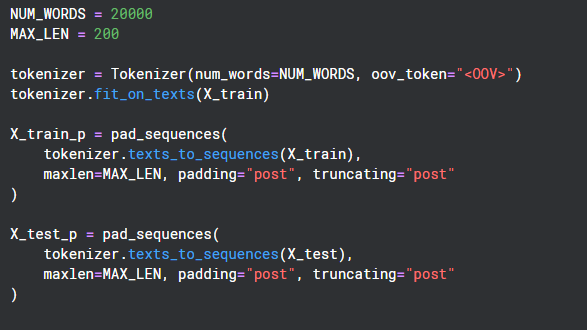 NUM_WORDS = 20000
MAX_LEN = 200
tokenizer = Tokenizer(num_words=NUM_WORDS, oov_token="<OOV>")
tokenizer.fit_on_texts(X_train)
X_train_p = pad_sequences(
    tokenizer.texts_to_sequences(X_train),
    maxlen=MAX_LEN, padding="post", truncating="post"
)
X_test_p = pad_sequences(
    tokenizer.texts_to_sequences(X_test),
    maxlen=MAX_LEN, padding="post", truncating="post"
)